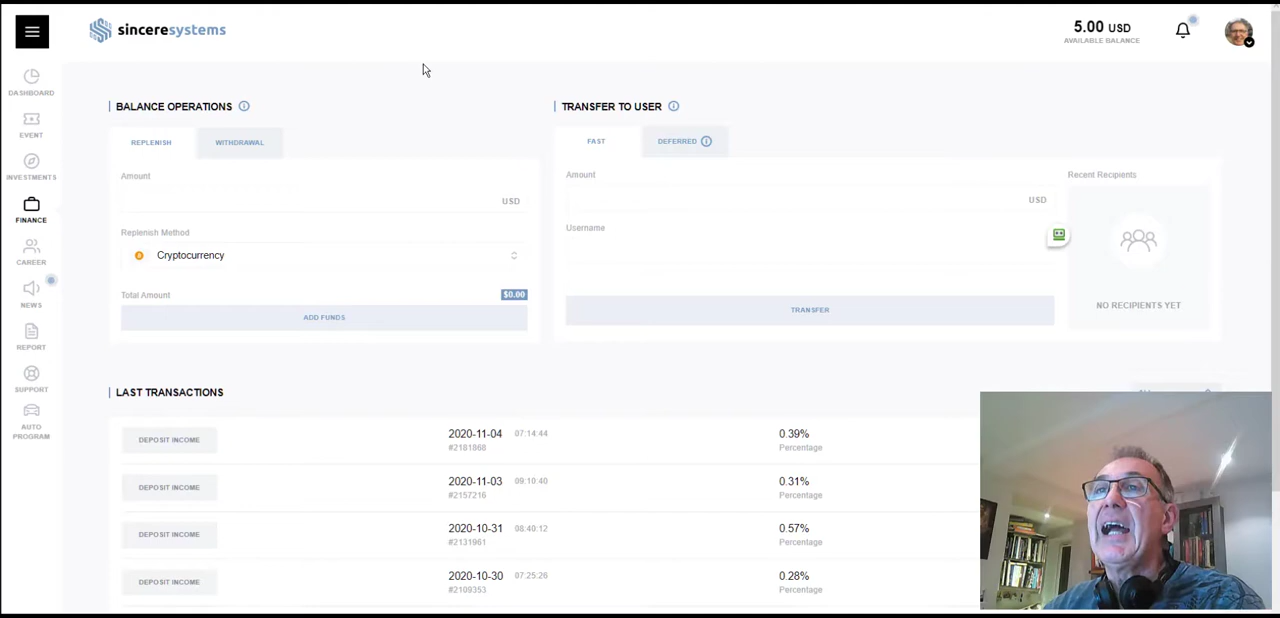 sinceresystems
5.00 USD
AVAILABLE BALANCE
DASHBOARD
EVENT
INVESTMENTS
FINANCE
CAREER
NEWS
REPORT
SUPPORT
AUTO
PROGRAM
BALANCE OPERATIONS
REPLENISH
WITHDRAWAL
Amount
USD
Replenish Method
Cryptocurrency
Total Amount
$0.00
ADD FUNDS
TRANSFER TO USER
FAST
DEFERRED
Amount
USD
Username
TRANSFER
Recent Recipients
NO RECIPIENTS YET
LAST TRANSACTIONS
DEPOSIT INCOME
2020-11-04 07:14:44
#2181868
0.39%
Percentage
DEPOSIT INCOME
2020-11-03 09:10:40
#2157216
0.31%
Percentage
DEPOSIT INCOME
2020-10-31 08:40:12
#2131961
0.57%
Percentage
DEPOSIT INCOME
2020-10-30 07:25:26
#2109353
0.28%
Percentage